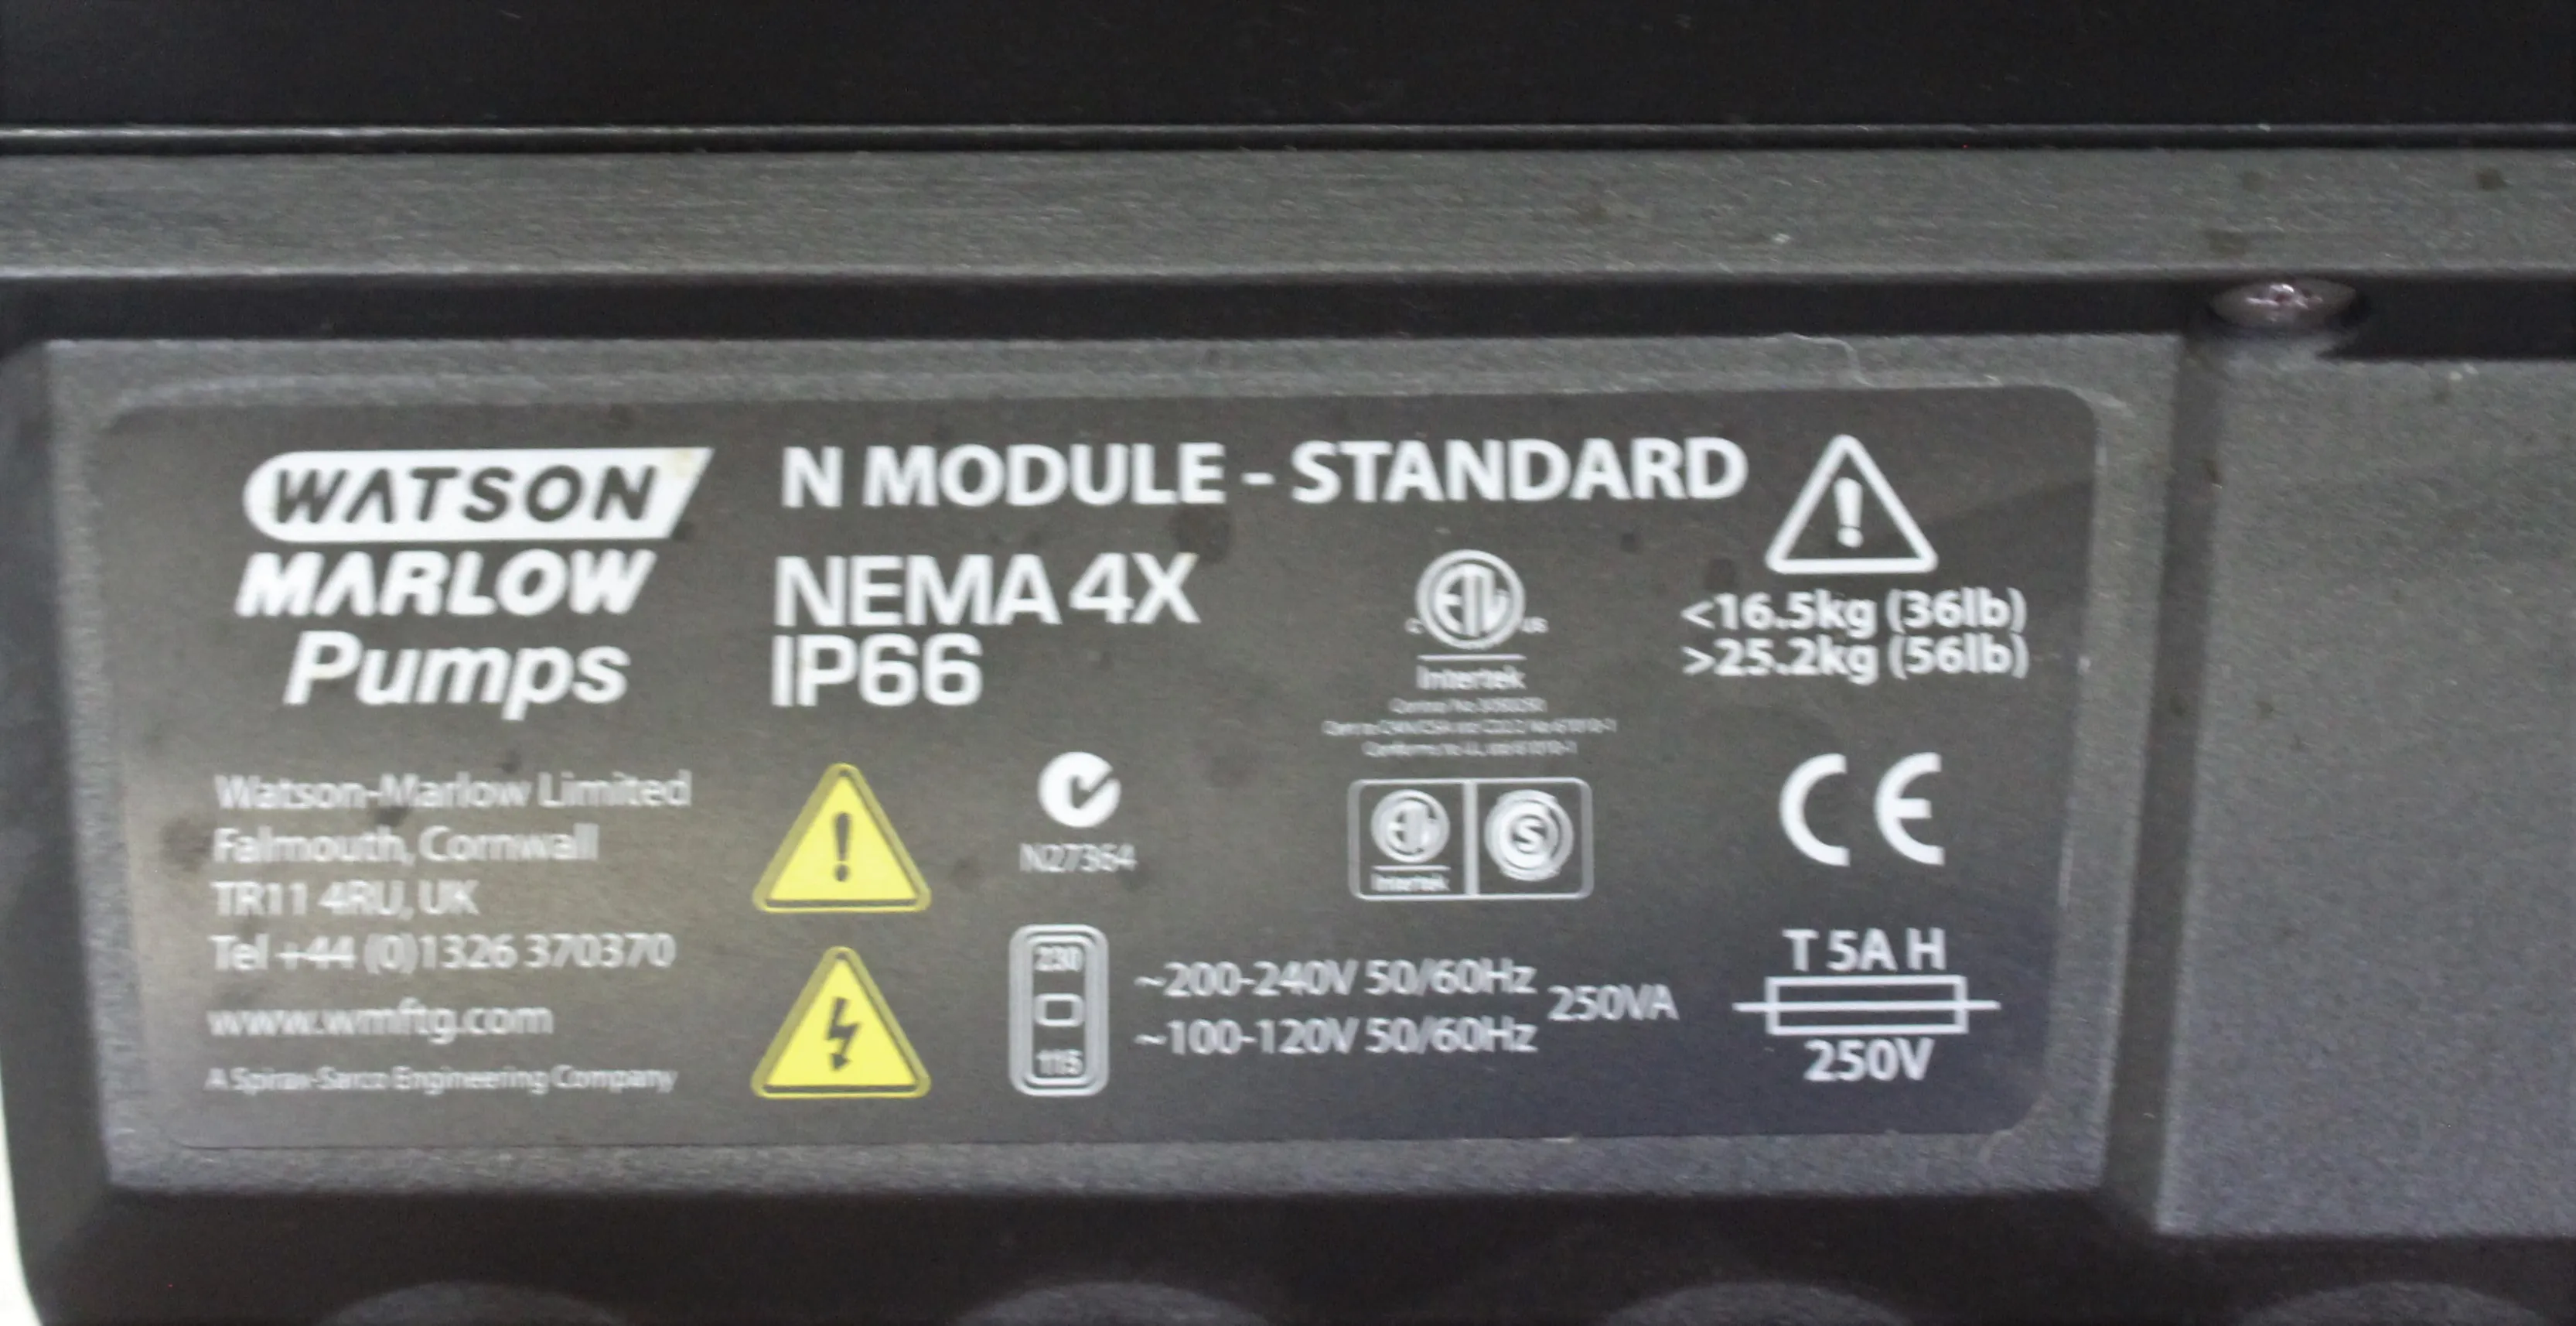 WATSON
MARLOW
Pumps
N MODULE - STANDARD
NEMA 4X
IP66
C US
Intertek
<16.5kg (36lb)
>25.2kg (56lb)
Watson-Marlow Limited
Falmouth, Cornwall
TR11 4RU, UK
Tel +44 (0)1326 370370
www.wmftg.com
A Spirax-Sarco Engineering Company
N27364
Intertek
S
CE
230
115
~200-240V 50/60Hz
~100-120V 50/60Hz
250VA
T 5A H
250V